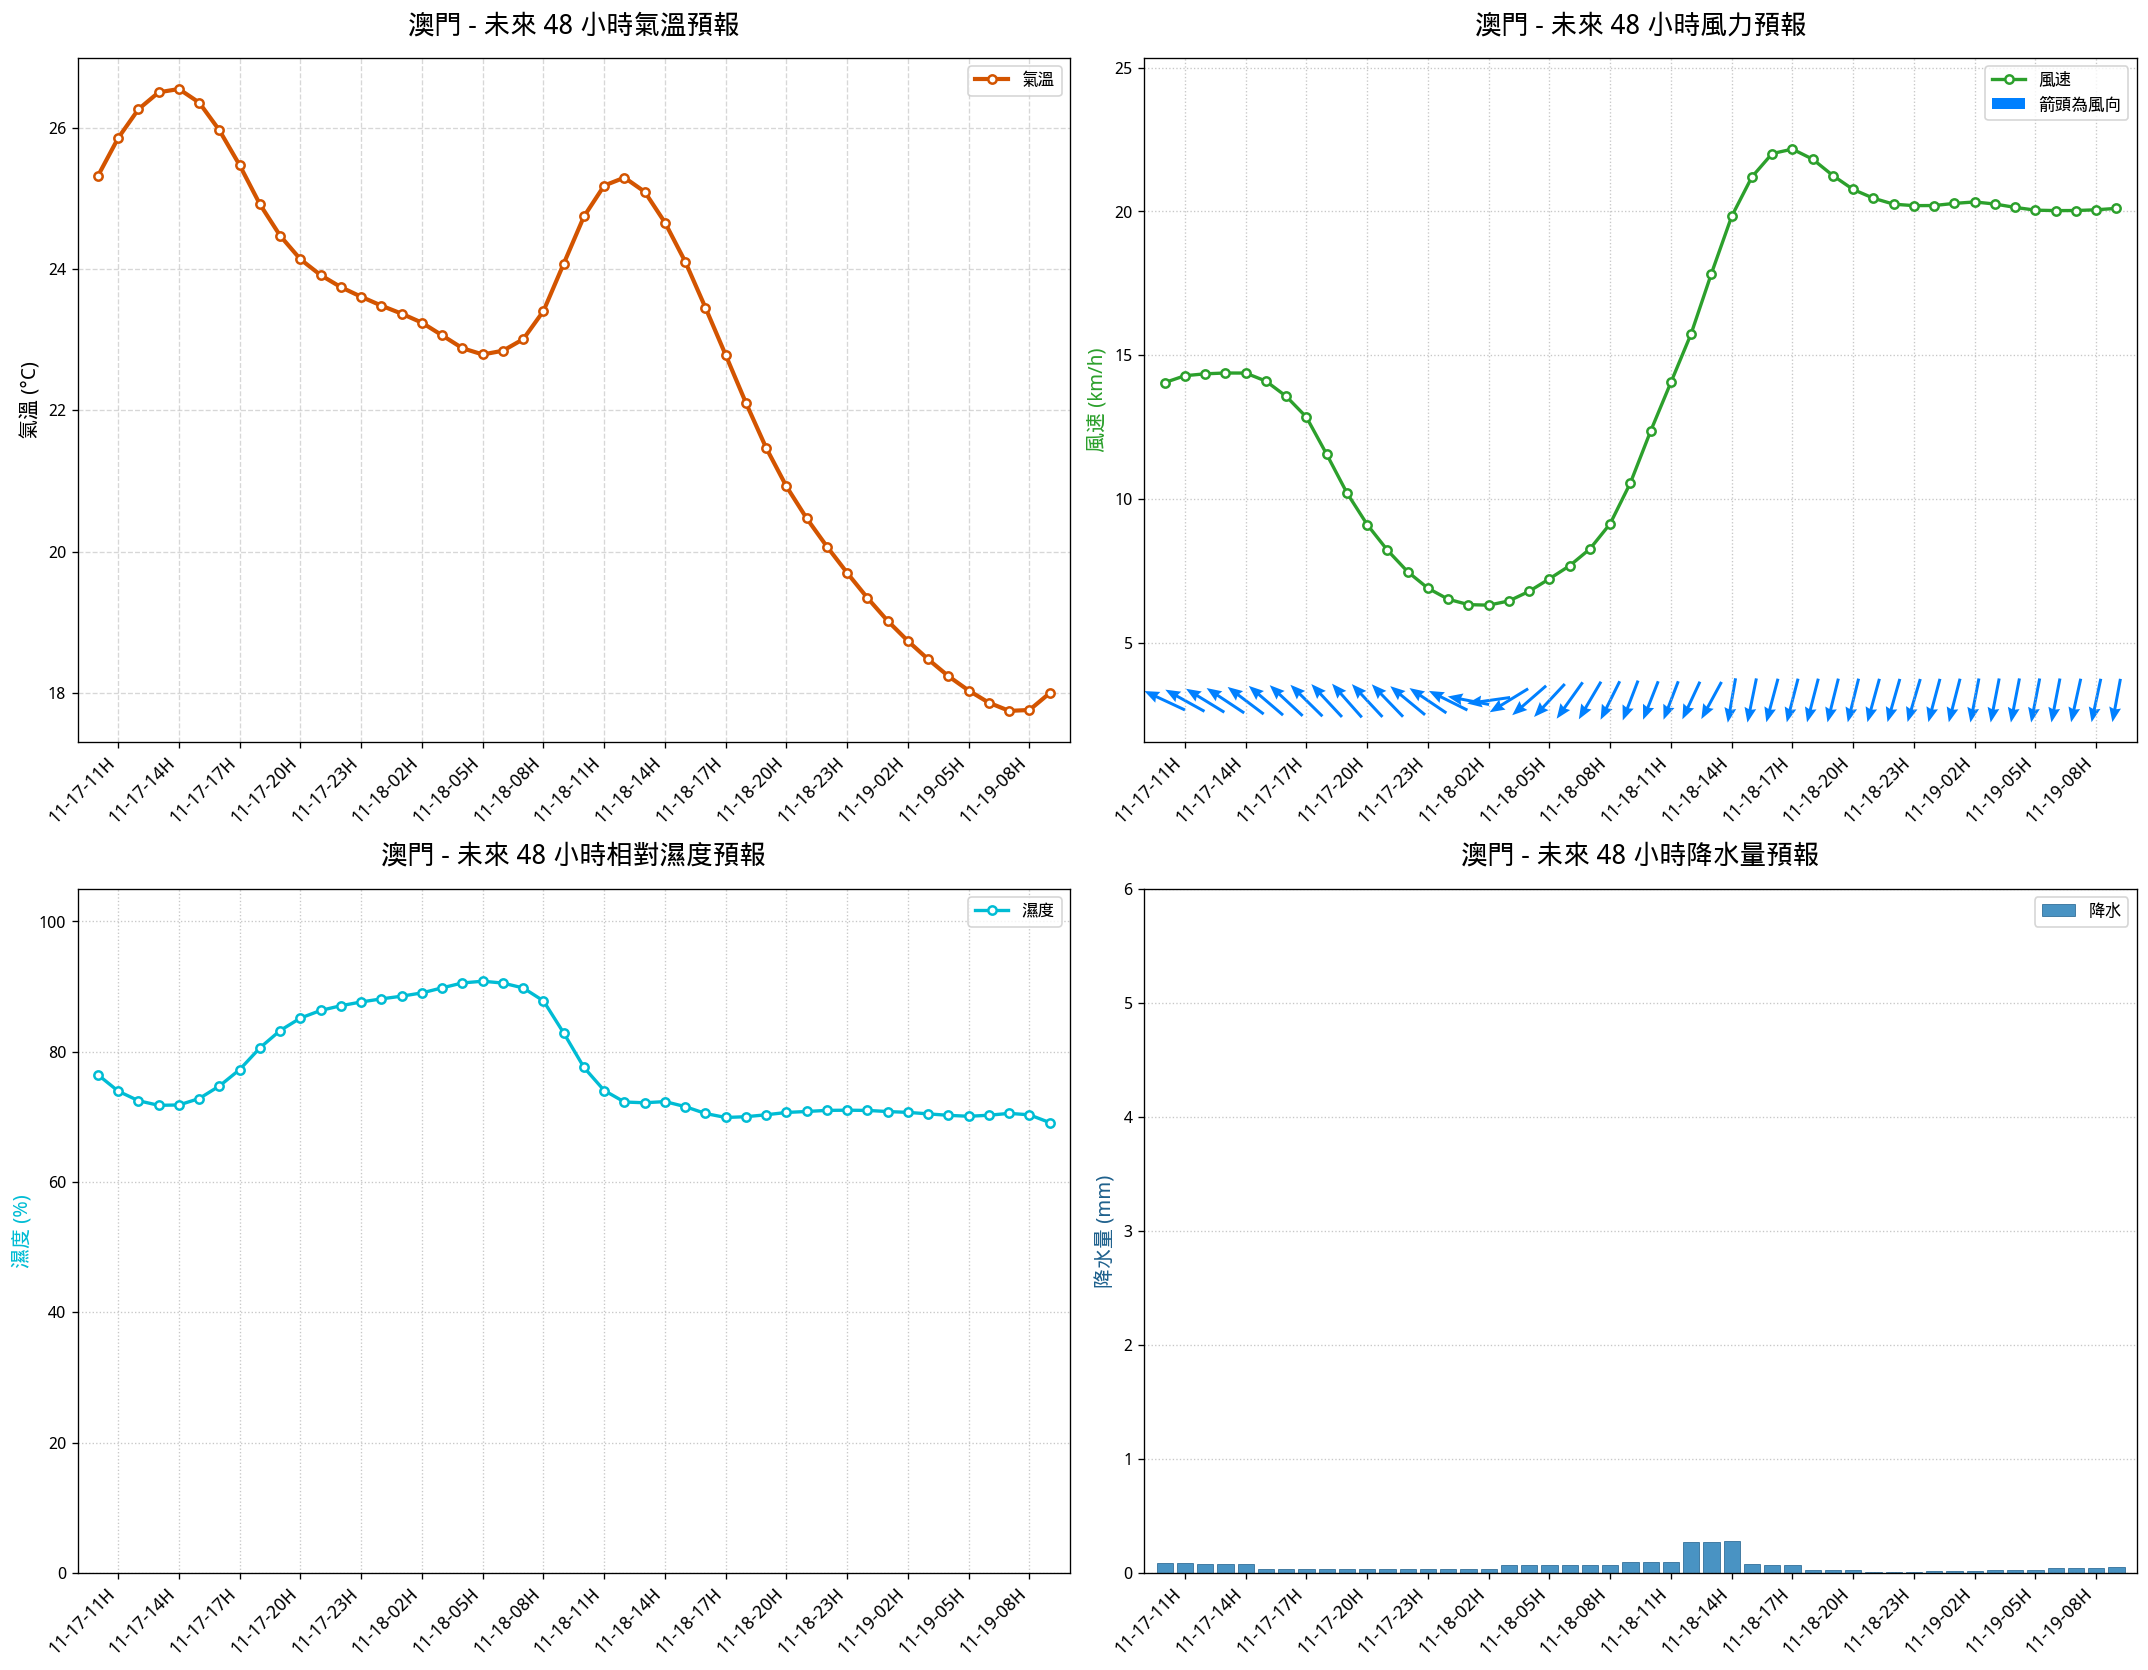 澳門 - 未來 48 小時氣溫預報
氣溫
氣溫 (°C)
26
24
22
20
18
11-17-11H
11-17-14H
11-17-17H
11-17-20H
11-17-23H
11-18-02H
11-18-05H
11-18-08H
11-18-11H
11-18-14H
11-18-17H
11-18-20H
11-18-23H
11-19-02H
11-19-05H
11-19-08H
澳門 - 未來 48 小時風力預報
風速
箭頭為風向
風速 (km/h)
25
20
15
10
5
11-17-11H
11-17-14H
11-17-17H
11-17-20H
11-17-23H
11-18-02H
11-18-05H
11-18-08H
11-18-11H
11-18-14H
11-18-17H
11-18-20H
11-18-23H
11-19-02H
11-19-05H
11-19-08H
澳門 - 未來 48 小時相對濕度預報
濕度
濕度 (%)
100
80
60
40
20
0
11-17-11H
11-17-14H
11-17-17H
11-17-20H
11-17-23H
11-18-02H
11-18-05H
11-18-08H
11-18-11H
11-18-14H
11-18-17H
11-18-20H
11-18-23H
11-19-02H
11-19-05H
11-19-08H
澳門 - 未來 48 小時降水量預報
降水
降水量 (mm)
6
5
4
3
2
1
0
11-17-11H
11-17-14H
11-17-17H
11-17-20H
11-17-23H
11-18-02H
11-18-05H
11-18-08H
11-18-11H
11-18-14H
11-18-17H
11-18-20H
11-18-23H
11-19-02H
11-19-05H
11-19-08H